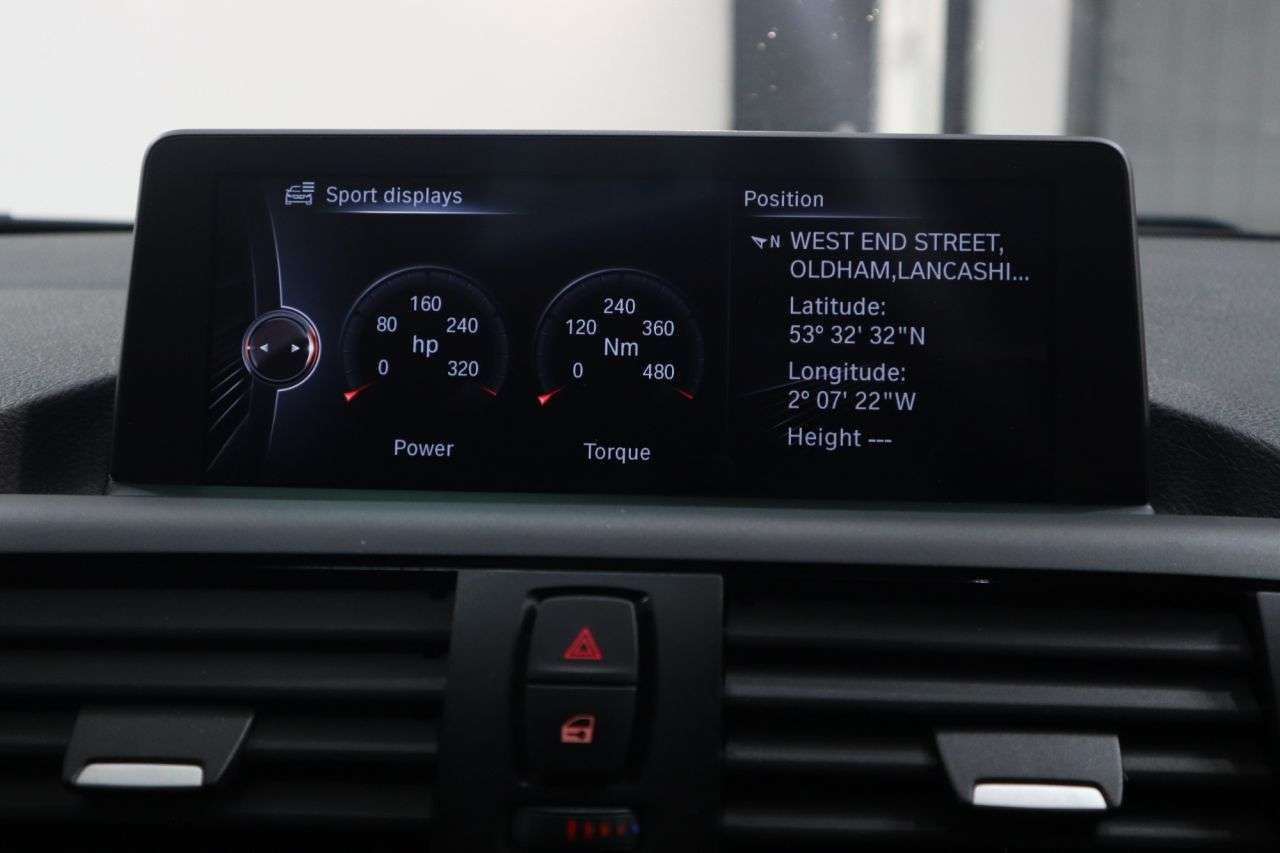 Sport displays
160
80 240
hp
0 320
Power
240
120 360
Nm
0 480
Torque
Position
N WEST END STREET,
OLDHAM,LANCASHI...
Latitude:
53° 32' 32"N
Longitude:
2° 07' 22"W
Height ---